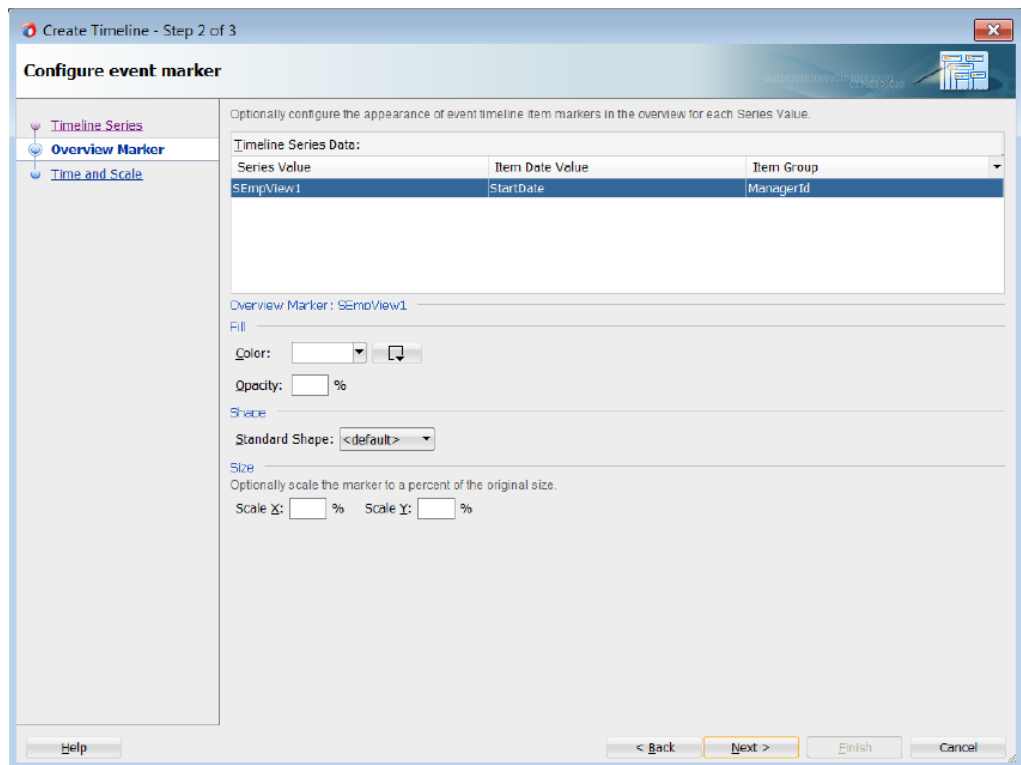 Create Timeline - Step 2 of 3
Configure event marker
Timeline Series
Overview Marker
Time and Scale
Optionally configure the appearance of event timeline item markers in the overview for each Series Value.
Timeline Series Data:
Series Value Item Date Value Item Group
SEmpView1 StartDate ManagerId
Overview Marker: SEmpView1
Fill
Color:
Opacity: %
Shape
Standard Shape: <default>
Size
Optionally scale the marker to a percent of the original size.
Scale X: % Scale Y: %
Help < Back Next > Finish Cancel